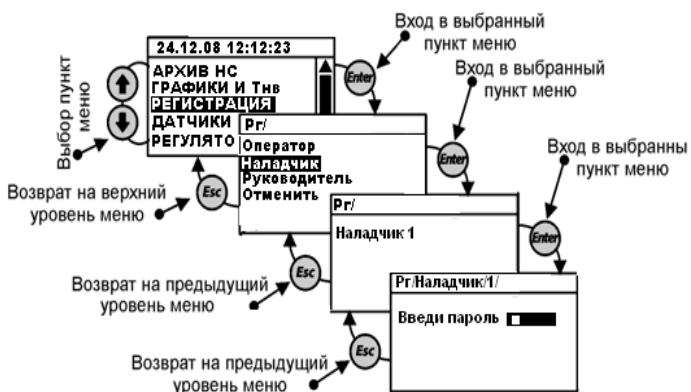 Вход в выбранный
пункт меню
24.12.08 12:12:23
АРХИВ НС
ГРАФИКИ И Тнв
РЕГИСТРАЦИЯ
ДАТЧИКИ
РЕГУЛЯТО
Enter
Выбор пункт
меню
Вход в выбранный
пункт меню
Рг/
Оператор
Наладчик
Руководитель
Отменить
Enter
Вход в выбранны
пункт меню
Возврат на верхний
уровень меню
Esc
Рг/
Наладчик 1
Enter
Возврат на предыдущий
уровень меню
Esc
Рг/Наладчик/1/
Введи пароль
Возврат на предыдущий
уровень меню
Esc